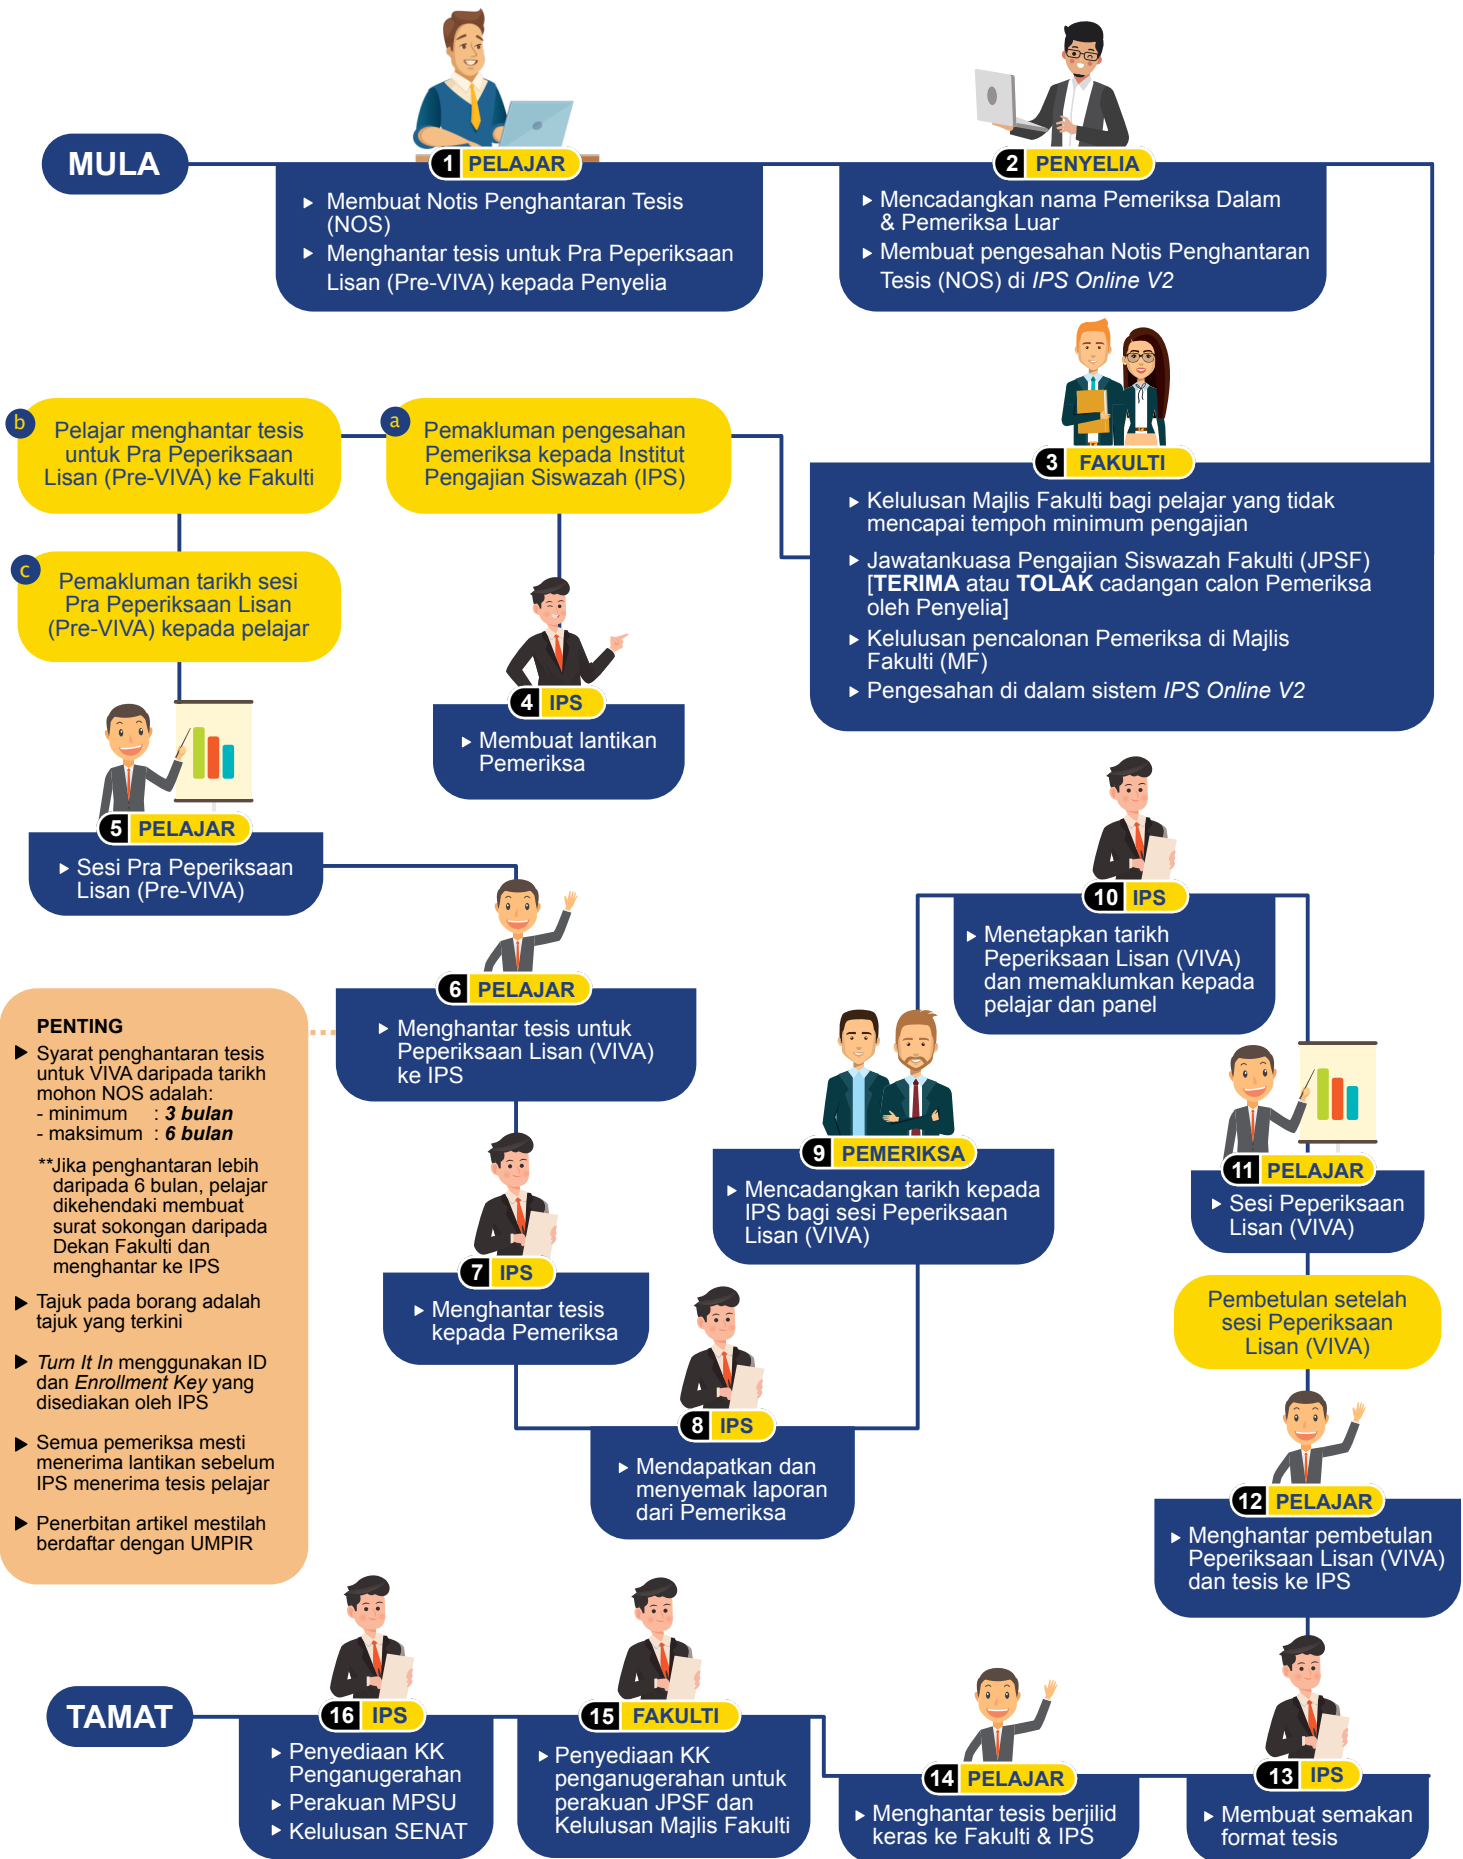 MULA
1 PELAJAR
Membuat Notis Penghantaran Tesis
(NOS)
Menghantar tesis untuk Pra Peperiksaan
Lisan (Pre-VIVA) kepada Penyelia
2 PENYELIA
Mencadangkan nama Pemeriksa Dalam
& Pemeriksa Luar
Membuat pengesahan Notis Penghantaran
Tesis (NOS) di IPS Online V2
3 FAKULTI
Kelulusan Majlis Fakulti bagi pelajar yang tidak
mencapai tempoh minimum pengajian
Jawatankuasa Pengajian Siswazah Fakulti (JPSF)
[TERIMA atau TOLAK cadangan calon Pemeriksa
oleh Penyelia]
Kelulusan pencalonan Pemeriksa di Majlis
Fakulti (MF)
Pengesahan di dalam sistem IPS Online V2
a
Pemakluman pengesahan
Pemeriksa kepada Institut
Pengajian Siswazah (IPS)
b
Pelajar menghantar tesis
untuk Pra Peperiksaan
Lisan (Pre-VIVA) ke Fakulti
c
Pemakluman tarikh sesi
Pra Peperiksaan Lisan
(Pre-VIVA) kepada pelajar
4 IPS
Membuat lantikan
Pemeriksa
5 PELAJAR
Sesi Pra Peperiksaan
Lisan (Pre-VIVA)
6 PELAJAR
Menghantar tesis untuk
Peperiksaan Lisan (VIVA)
ke IPS
PENTING
Syarat penghantaran tesis
untuk VIVA daripada tarikh
mohon NOS adalah:
- minimum : 3 bulan
- maksimum : 6 bulan
**Jika penghantaran lebih
daripada 6 bulan, pelajar
dikehendaki membuat
surat sokongan daripada
Dekan Fakulti dan
menghantar ke IPS
Tajuk pada borang adalah
tajuk yang terkini
Turn It In menggunakan ID
dan Enrollment Key yang
disediakan oleh IPS
Semua pemeriksa mesti
menerima lantikan sebelum
IPS menerima tesis pelajar
Penerbitan artikel mestilah
berdaftar dengan UMPIR
7 IPS
Menghantar tesis
kepada Pemeriksa
8 IPS
Mendapatkan dan
menyemak laporan
dari Pemeriksa
9 PEMERIKSA
Mencadangkan tarikh kepada
IPS bagi sesi Peperiksaan
Lisan (VIVA)
10 IPS
Menetapkan tarikh
Peperiksaan Lisan (VIVA)
dan memaklumkan kepada
pelajar dan panel
11 PELAJAR
Sesi Peperiksaan
Lisan (VIVA)
Pembetulan setelah
sesi Peperiksaan
Lisan (VIVA)
12 PELAJAR
Menghantar pembetulan
Peperiksaan Lisan (VIVA)
dan tesis ke IPS
13 IPS
Membuat semakan
format tesis
14 PELAJAR
Menghantar tesis berjilid
keras ke Fakulti & IPS
15 FAKULTI
Penyediaan KK
penganugerahan untuk
perakuan JPSF dan
Kelulusan Majlis Fakulti
16 IPS
Penyediaan KK
Penganugerahan
Perakuan MPSU
Kelulusan SENAT
TAMAT